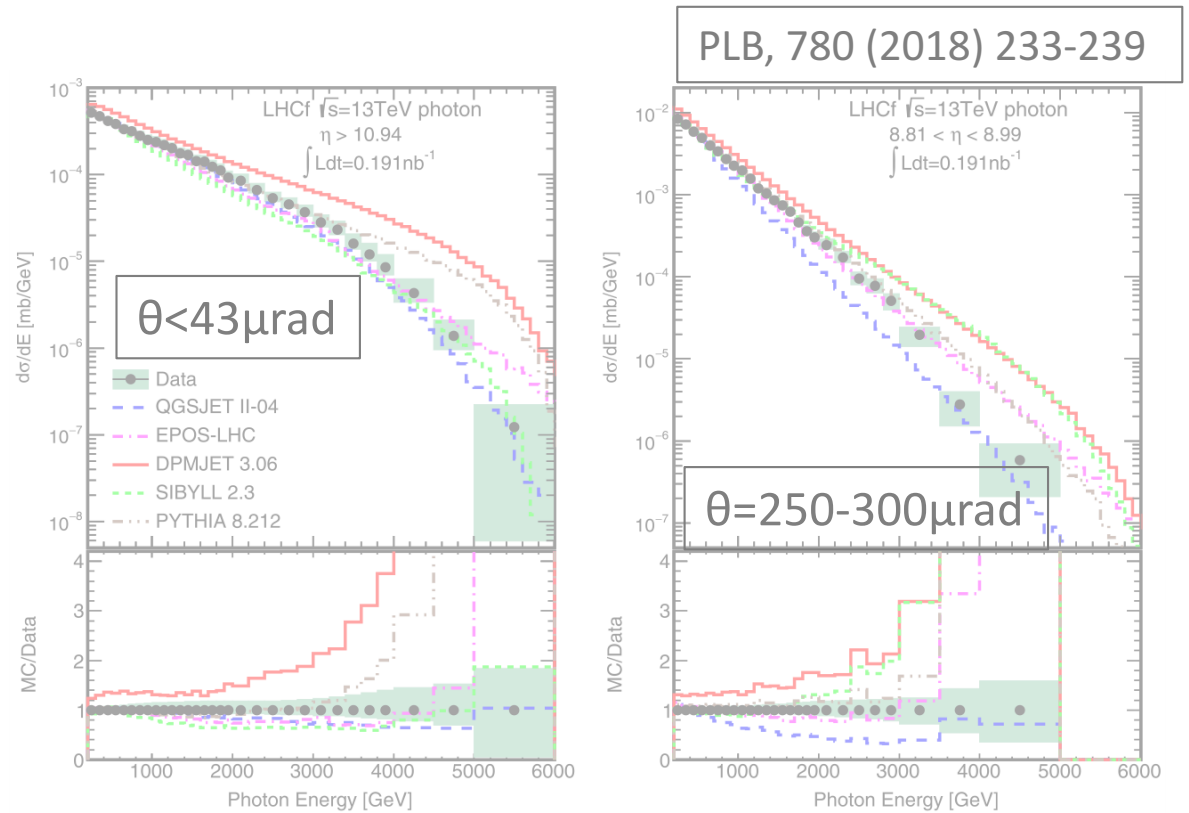 PLB, 780 (2018) 233-239
10⁻³
10⁻⁴
10⁻⁵
10⁻⁶
10⁻⁷
10⁻⁸
dσ/dE [mb/GeV]
LHCf √s=13TeV photon
η > 10.94
∫Ldt=0.191nb⁻¹
θ<43μrad
Data
QGSJET II-04
EPOS-LHC
DPMJET 3.06
SIBYLL 2.3
PYTHIA 8.212
4
3
2
1
0
MC/Data
1000 2000 3000 4000 5000 6000
Photon Energy [GeV]
10⁻²
10⁻³
10⁻⁴
10⁻⁵
10⁻⁶
10⁻⁷
dσ/dE [mb/GeV]
LHCf √s=13TeV photon
8.81 < η < 8.99
∫Ldt=0.191nb⁻¹
θ=250-300μrad
4
3
2
1
0
MC/Data
1000 2000 3000 4000 5000 6000
Photon Energy [GeV]